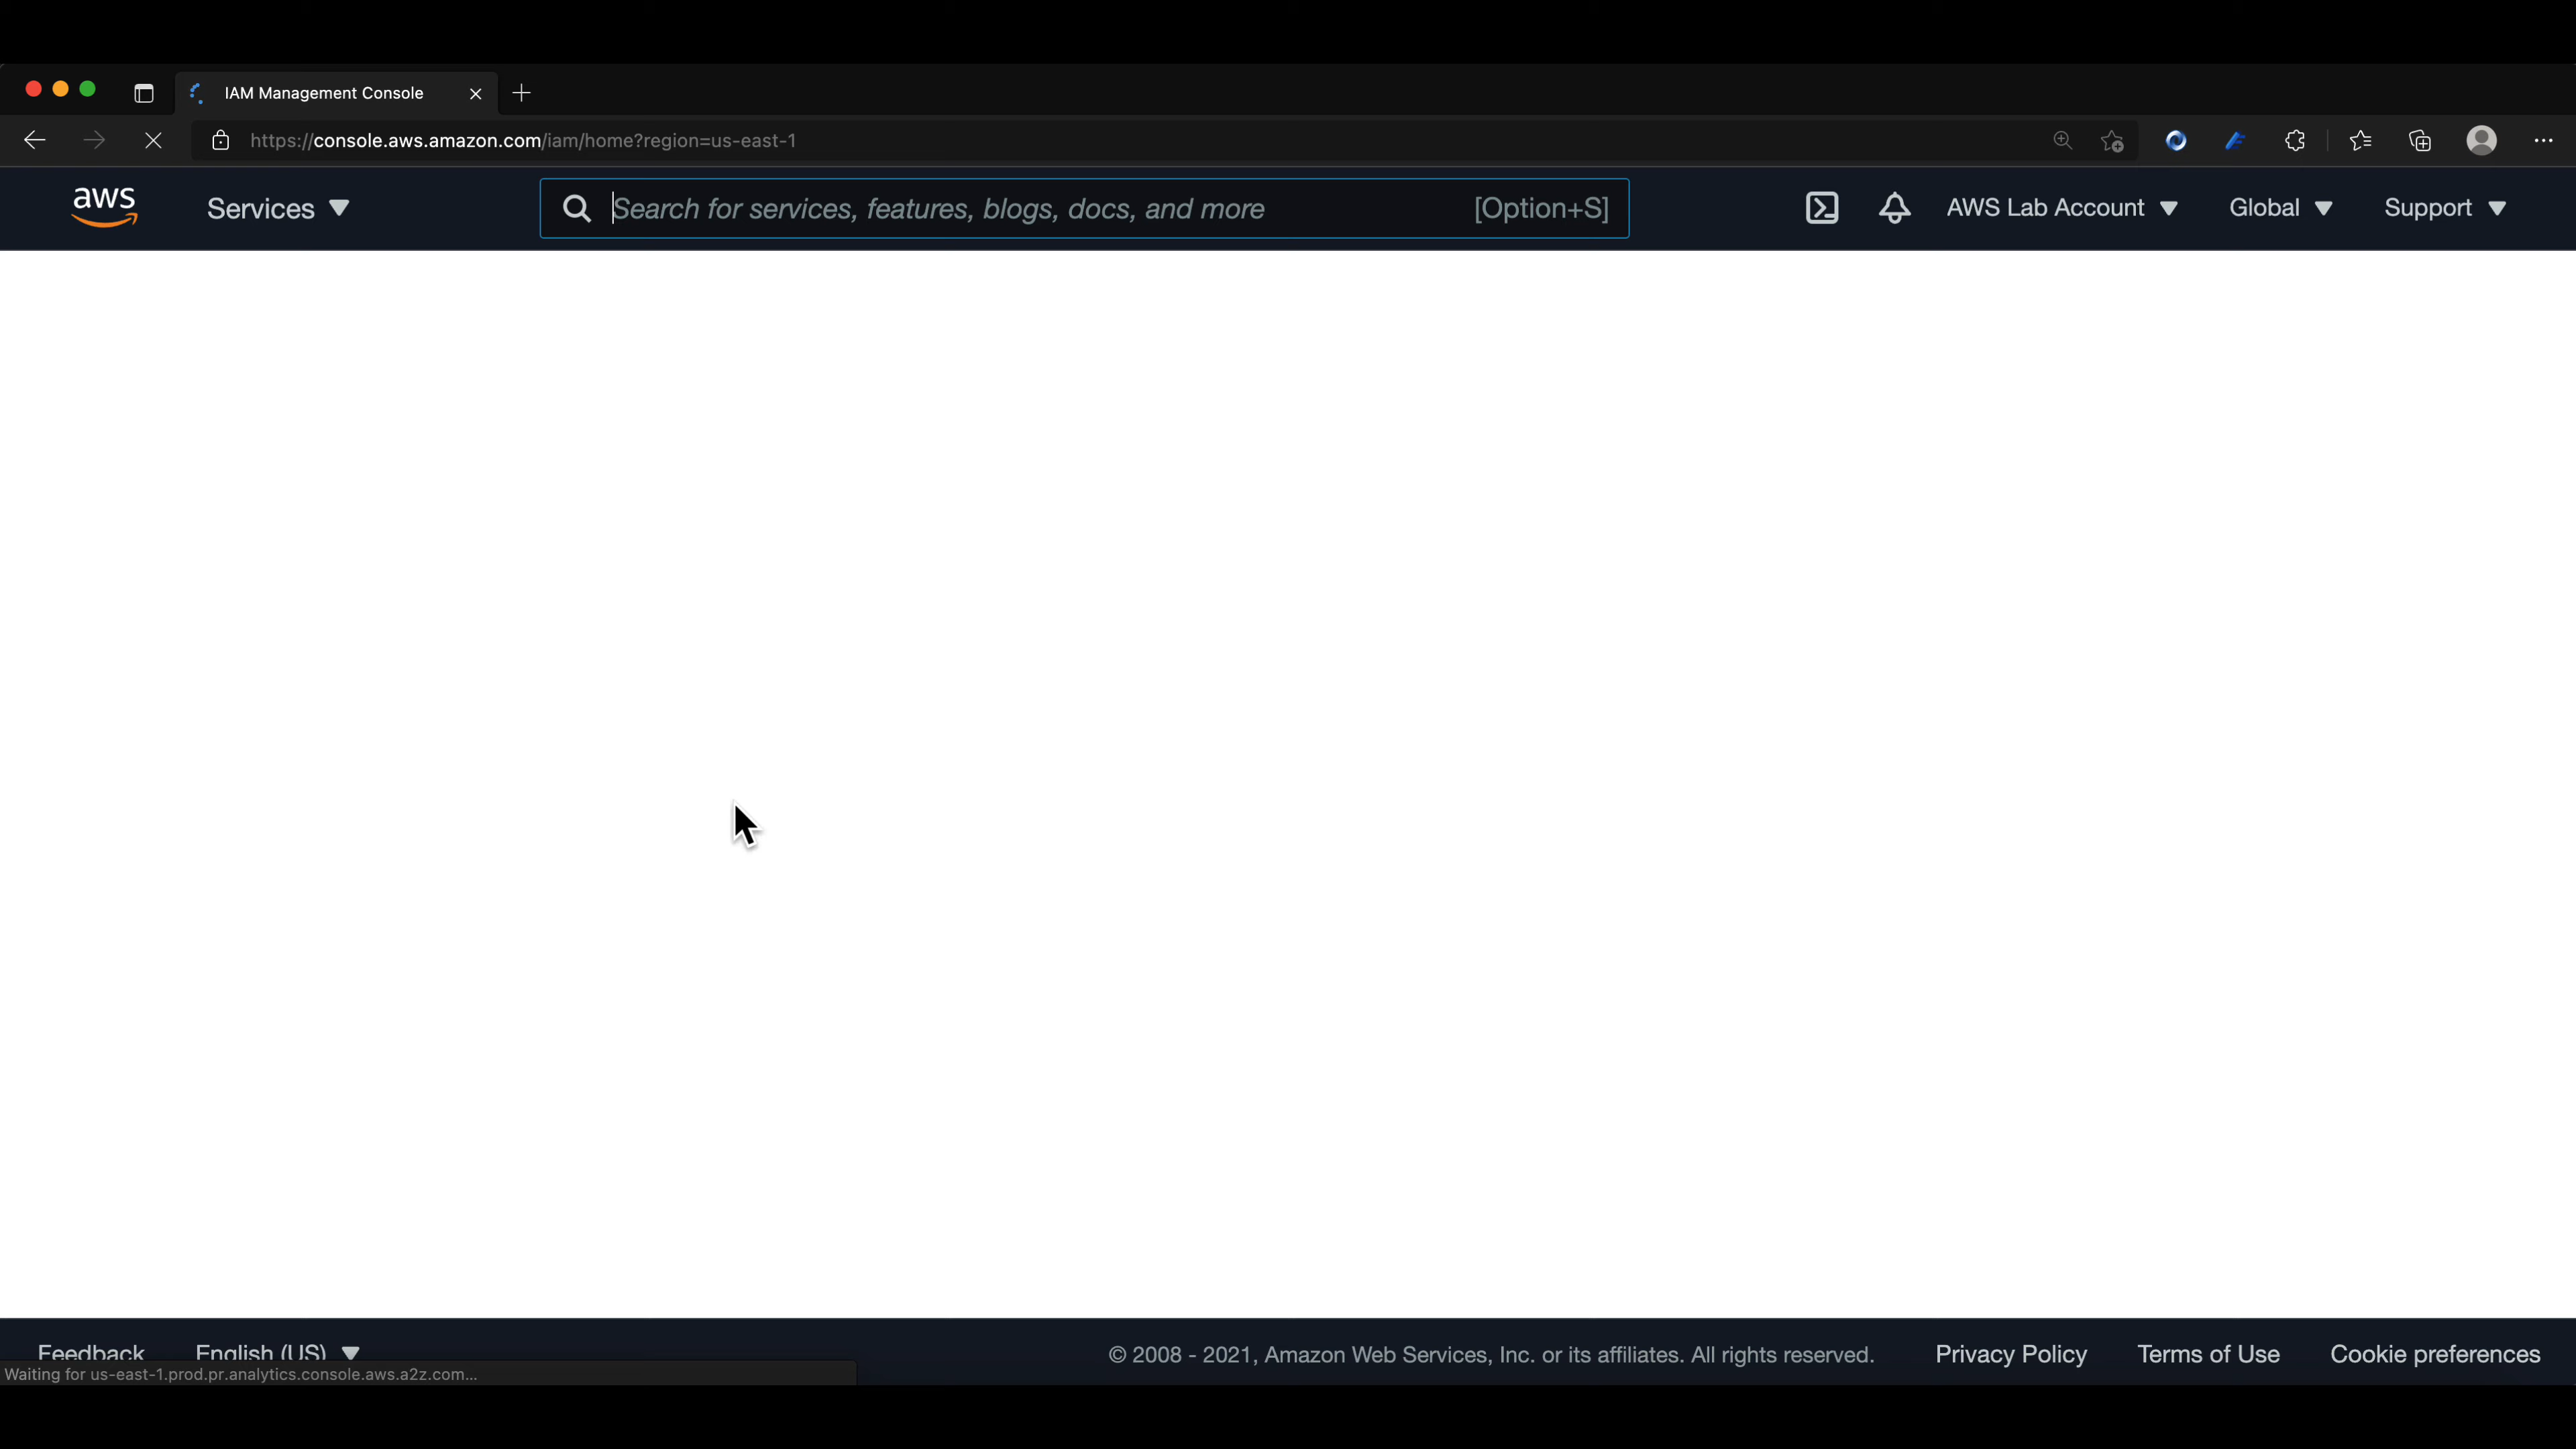 IAM Management Console
https://console.aws.amazon.com/iam/home?region=us-east-1
aws
Services
Search for services, features, blogs, docs, and more
[Option+S]
AWS Lab Account
Global
Support
Feedback
English (US)
© 2008 - 2021, Amazon Web Services, Inc. or its affiliates. All rights reserved.
Privacy Policy
Terms of Use
Cookie preferences
Waiting for us-east-1.prod.pr.analytics.console.aws.a2z.com...